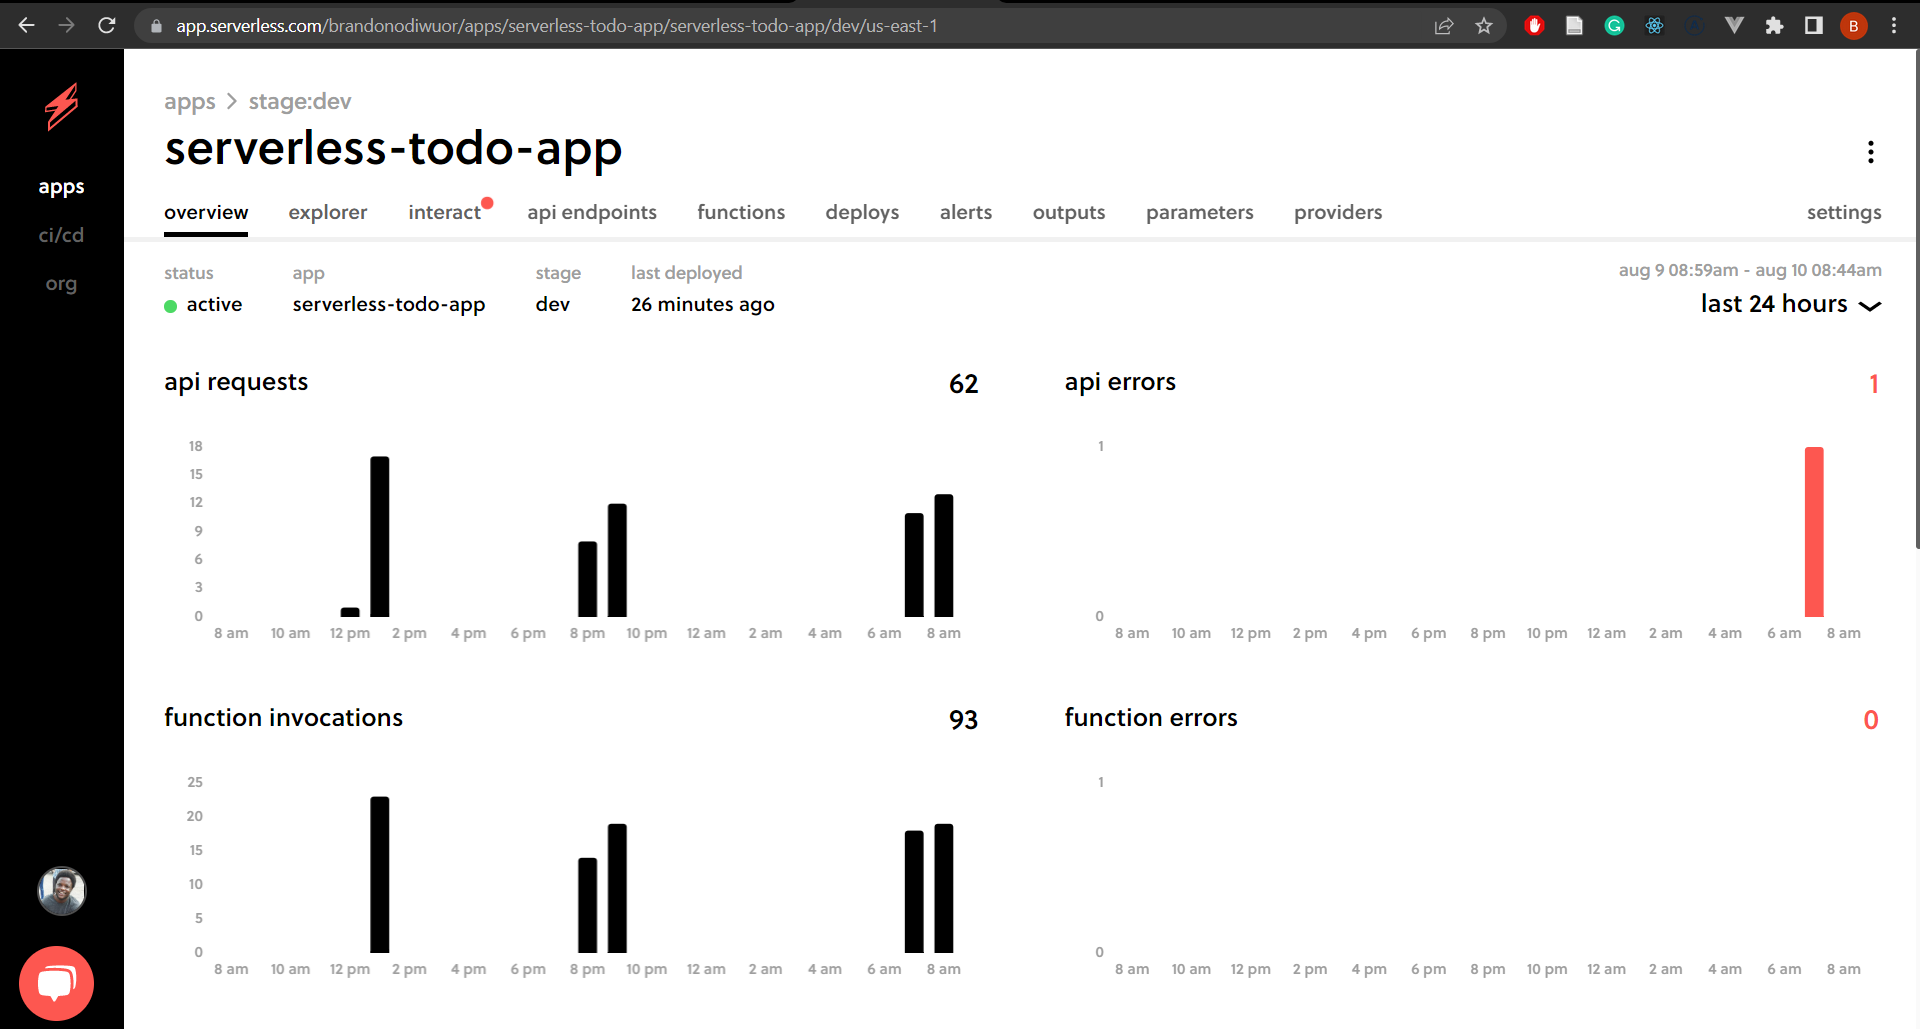 app.serverless.com/brandonodiwuor/apps/serverless-todo-app/serverless-todo-app/dev/us-east-1
B
apps > stage:dev
serverless-todo-app
apps
ci/cd
org
overview explorer interact api endpoints functions deploys alerts outputs parameters providers settings
status app stage last deployed aug 9 08:59am - aug 10 08:44am
active serverless-todo-app dev 26 minutes ago last 24 hours
api requests 62
18
15
12
9
6
3
0
8 am 10 am 12 pm 2 pm 4 pm 6 pm 8 pm 10 pm 12 am 2 am 4 am 6 am 8 am
api errors 1
1
0
8 am 10 am 12 pm 2 pm 4 pm 6 pm 8 pm 10 pm 12 am 2 am 4 am 6 am 8 am
function invocations 93
25
20
15
10
5
0
8 am 10 am 12 pm 2 pm 4 pm 6 pm 8 pm 10 pm 12 am 2 am 4 am 6 am 8 am
function errors 0
1
0
8 am 10 am 12 pm 2 pm 4 pm 6 pm 8 pm 10 pm 12 am 2 am 4 am 6 am 8 am